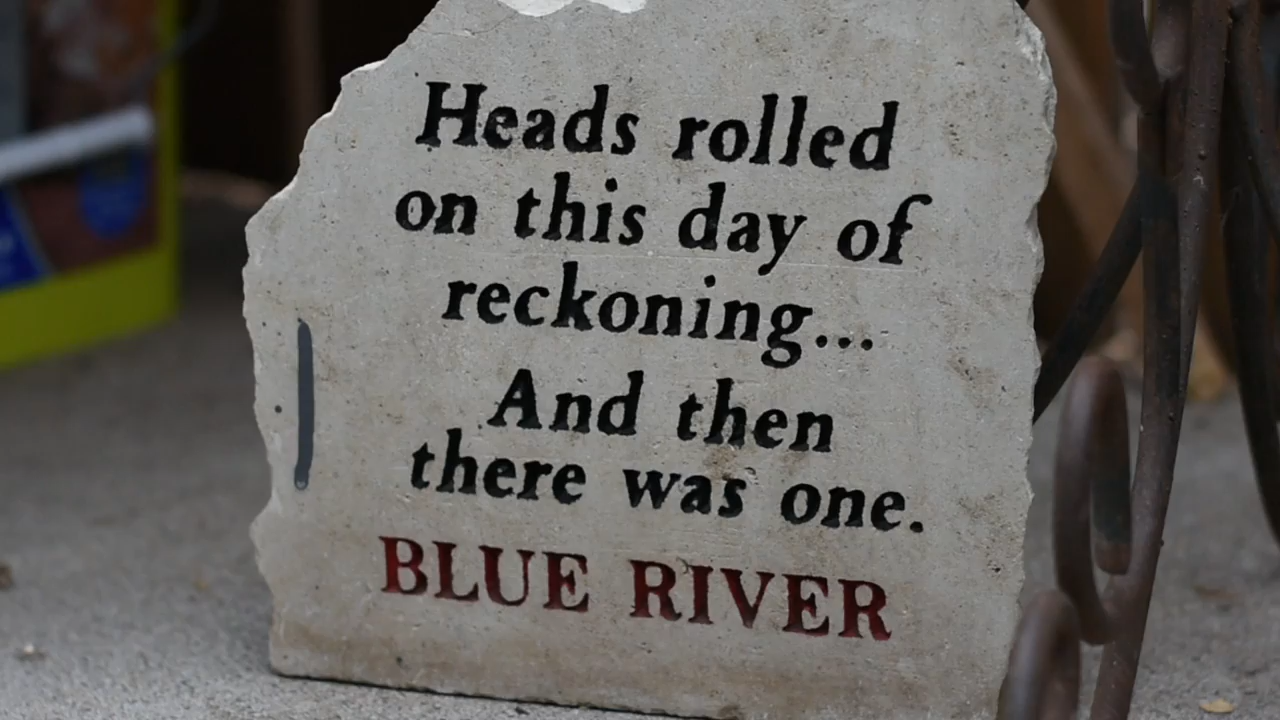 Heads rolled
on this day of
reckoning...
And then
there was one.
BLUE RIVER